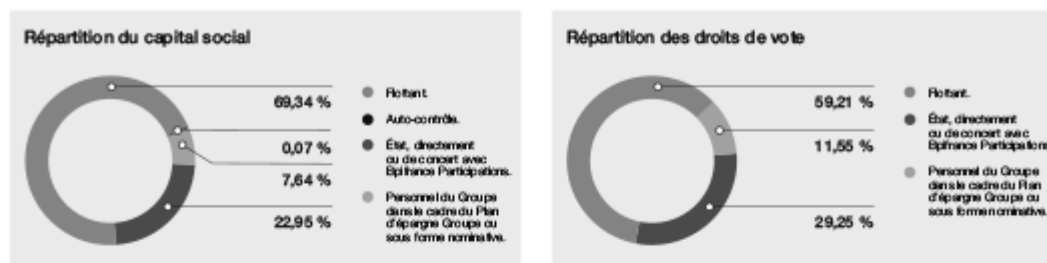 Répartition du capital social
69,34 %
0,07 %
7,64 %
22,95 %
Flottant.
Auto-contrôle.
État, directement
ou de concert avec
Bpifrance Participations.
Personnel du Groupe
dans le cadre du Plan
d'épargne Groupe ou
sous forme nominative.
Répartition des droits de vote
59,21 %
11,55 %
29,25 %
Flottant.
État, directement
ou de concert avec
Bpifrance Participations
Personnel du Groupe
dans le cadre du Plan
d'épargne Groupe ou
sous forme nominative.